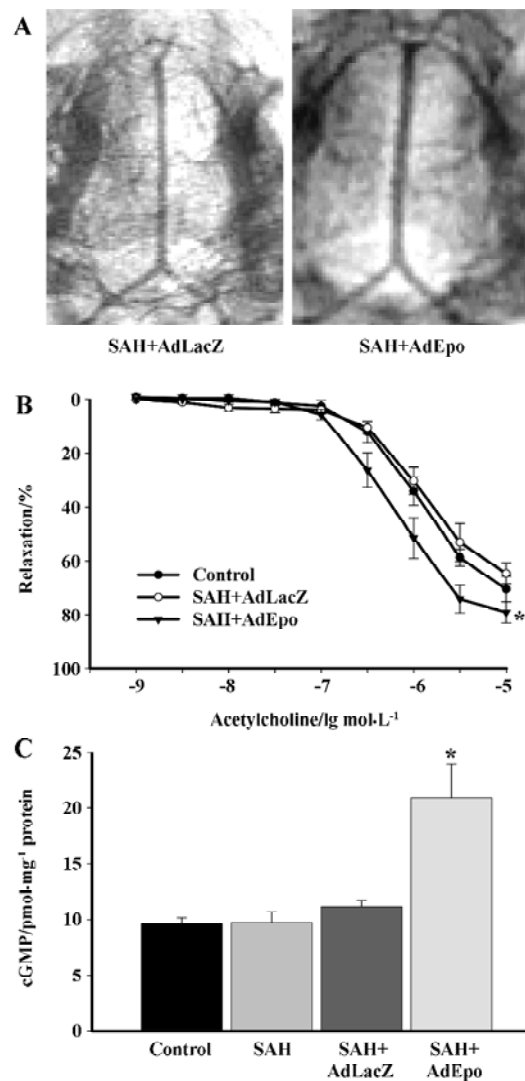 A
SAH+AdLacZ SAH+AdEpo
B
0
20
40
60
80
100
Relaxation/%
Control
SAH+AdLacZ
SAH+AdEpo
*
-9 -8 -7 -6 -5
Acetylcholine/lg mol·L-1
C
25
20
15
10
5
0
cGMP/pmol·mg-1 protein
*
Control SAH SAH+ SAH+
AdLacZ AdEpo